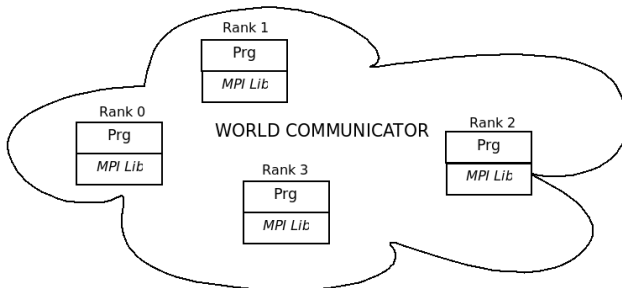 Rank 1
Prg
MPI Lib
Rank 0
Prg
MPI Lib
WORLD COMMUNICATOR
Rank 2
Prg
MPI Lib
Rank 3
Prg
MPI Lib